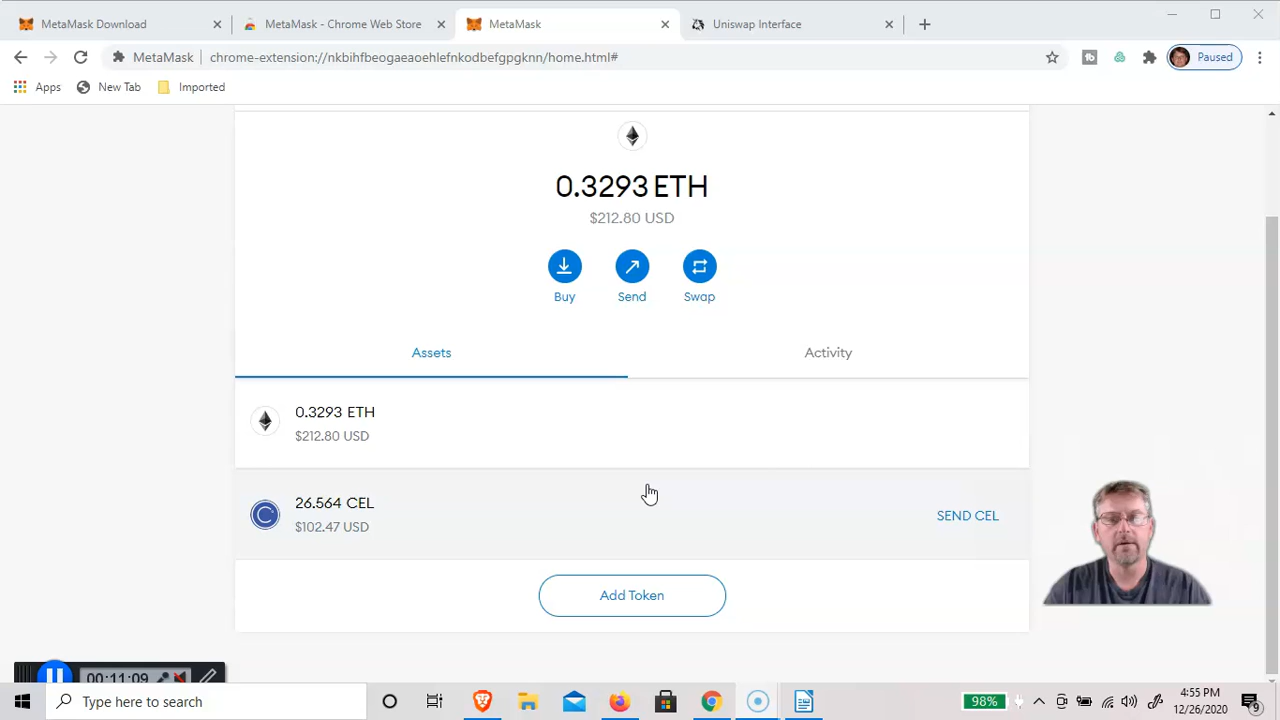 MetaMask Download
MetaMask - Chrome Web Store
MetaMask
Uniswap Interface
MetaMask
chrome-extension://nkbihfbeogaeaoehlefnkodbefgpgknn/home.html#
Paused
Apps
New Tab
Imported
0.3293 ETH
$212.80 USD
Buy
Send
Swap
Assets
Activity
0.3293 ETH
$212.80 USD
26.564 CEL
$102.47 USD
SEND CEL
Add Token
00:11:09
Type here to search
98%
4:55 PM
12/26/2020
9